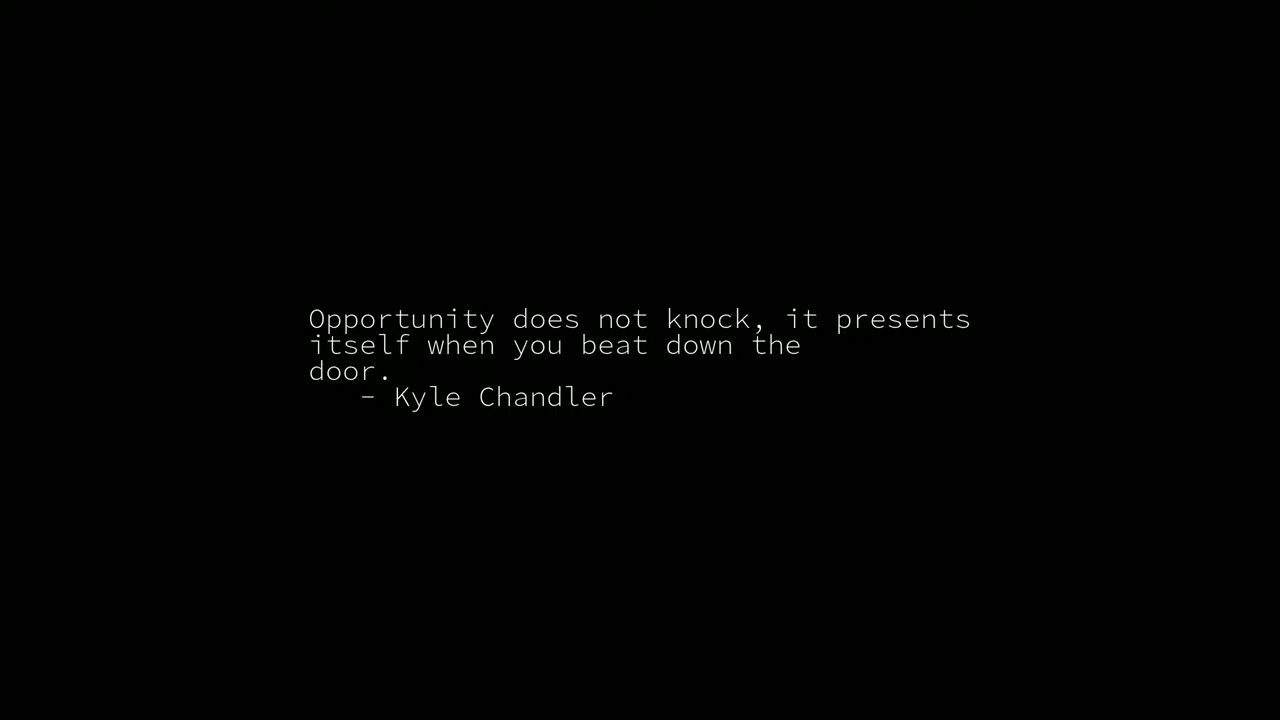 Opportunity does not knock, it presents
itself when you beat down the
door.
- Kyle Chandler